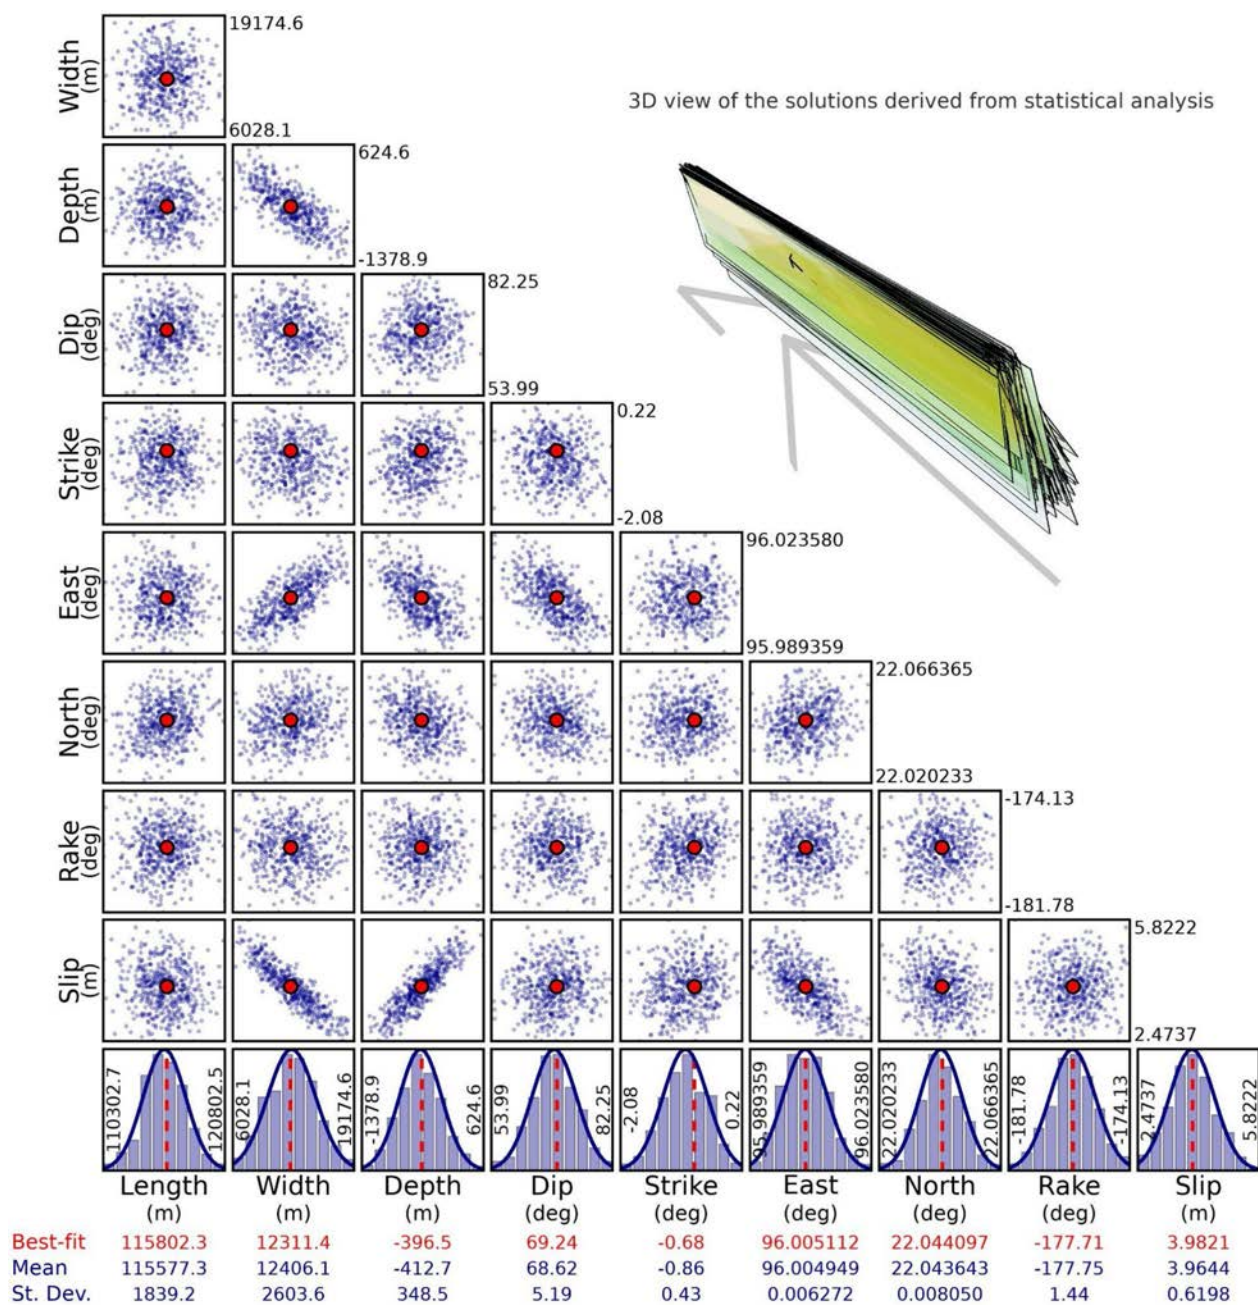 19174.6
Width
(m)
6028.1
3D view of the solutions derived from statistical analysis
624.6
Depth
(m)
-1378.9
82.25
Dip
(deg)
53.99
0.22
Strike
(deg)
-2.08
96.023580
East
(deg)
95.989359
22.066365
North
(deg)
22.020233
-174.13
Rake
(deg)
-181.78
5.8222
Slip
(m)
2.4737
110302.7 120802.5 6028.1 19174.6 -1378.9 624.6 53.99 82.25 -2.08 0.22 95.989359 96.023580 22.020233 22.066365 -181.78 -174.13 2.4737 5.8222
Length Width Depth Dip Strike East North Rake Slip
(m) (m) (m) (deg) (deg) (deg) (deg) (deg) (m)
Best-fit 115802.3 12311.4 -396.5 69.24 -0.68 96.005112 22.044097 -177.71 3.9821
Mean 115577.3 12406.1 -412.7 68.62 -0.86 96.004949 22.043643 -177.75 3.9644
St. Dev. 1839.2 2603.6 348.5 5.19 0.43 0.006272 0.008050 1.44 0.6198